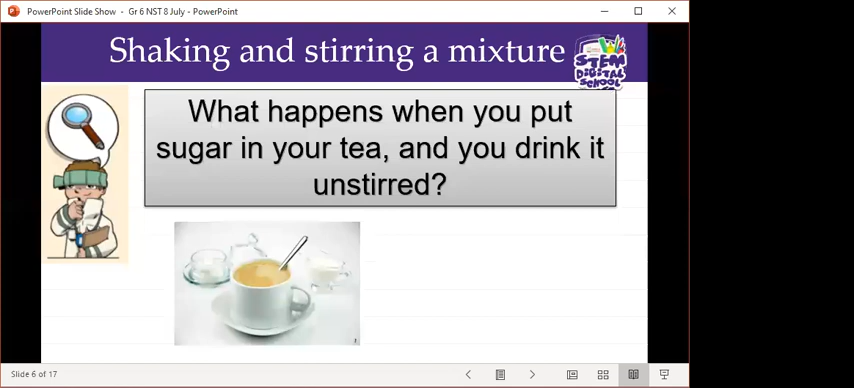 PowerPoint Slide Show - Gr 6 NST 8 July - PowerPoint
Shaking and stirring a mixture
STEM
DIGITAL
SCHOOL
What happens when you put
sugar in your tea, and you drink it
unstirred?
Slide 6 of 17